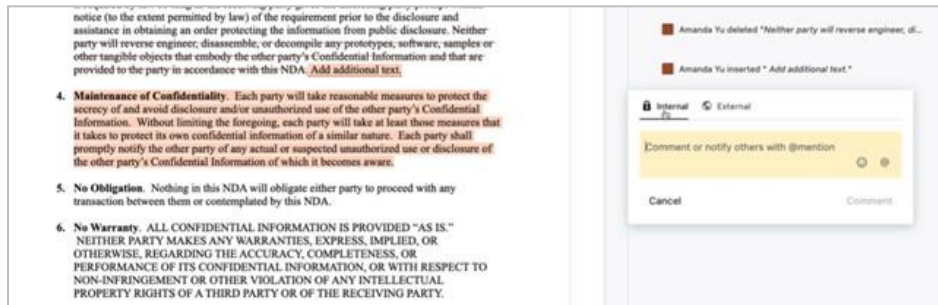 notice (to the extent permitted by law) of the requirement prior to the disclosure and
assistance in obtaining an order protecting the information from public disclosure. Neither
party will reverse engineer, disassemble, or decompile any prototypes, software, samples or
other tangible objects that embody the other party's Confidential Information and that are
provided to the party in accordance with this NDA. Add additional text.
4. Maintenance of Confidentiality. Each party will take reasonable measures to protect the
secrecy of and avoid disclosure and/or unauthorized use of the other party's Confidential
Information. Without limiting the foregoing, each party will take at least those measures that
it takes to protect its own confidential information of a similar nature. Each party shall
promptly notify the other party of any actual or suspected unauthorized use or disclosure of
the other party's Confidential Information of which it becomes aware.
5. No Obligation. Nothing in this NDA will obligate either party to proceed with any
transaction between them or contemplated by this NDA.
6. No Warranty. ALL CONFIDENTIAL INFORMATION IS PROVIDED "AS IS."
NEITHER PARTY MAKES ANY WARRANTIES, EXPRESS, IMPLIED, OR
OTHERWISE, REGARDING THE ACCURACY, COMPLETENESS, OR
PERFORMANCE OF ITS CONFIDENTIAL INFORMATION, OR WITH RESPECT TO
NON-INFRINGEMENT OR OTHER VIOLATION OF ANY INTELLECTUAL
PROPERTY RIGHTS OF A THIRD PARTY OR OF THE RECEIVING PARTY.
Amanda Yu deleted "Neither party will reverse engineer, di...
Amanda Yu inserted " Add additional text."
Internal External
Comment or notify others with @mention
Cancel Comment